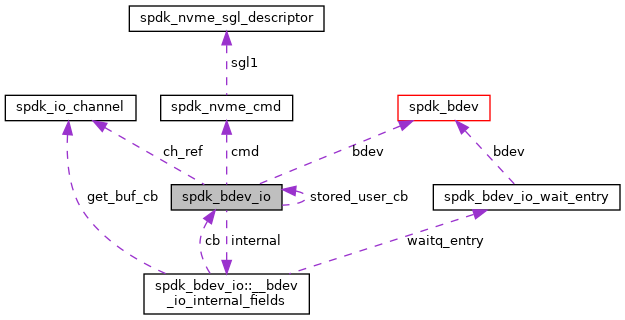 spdk_nvme_sgl_descriptor
sgl1
spdk_io_channel
spdk_nvme_cmd
spdk_bdev
ch_ref
cmd
bdev
bdev
get_buf_cb
spdk_bdev_io
stored_user_cb
spdk_bdev_io_wait_entry
cb
internal
waitq_entry
spdk_bdev_io::__bdev
_io_internal_fields